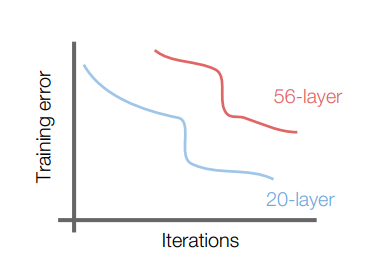 56-layer
Training error
20-layer
Iterations